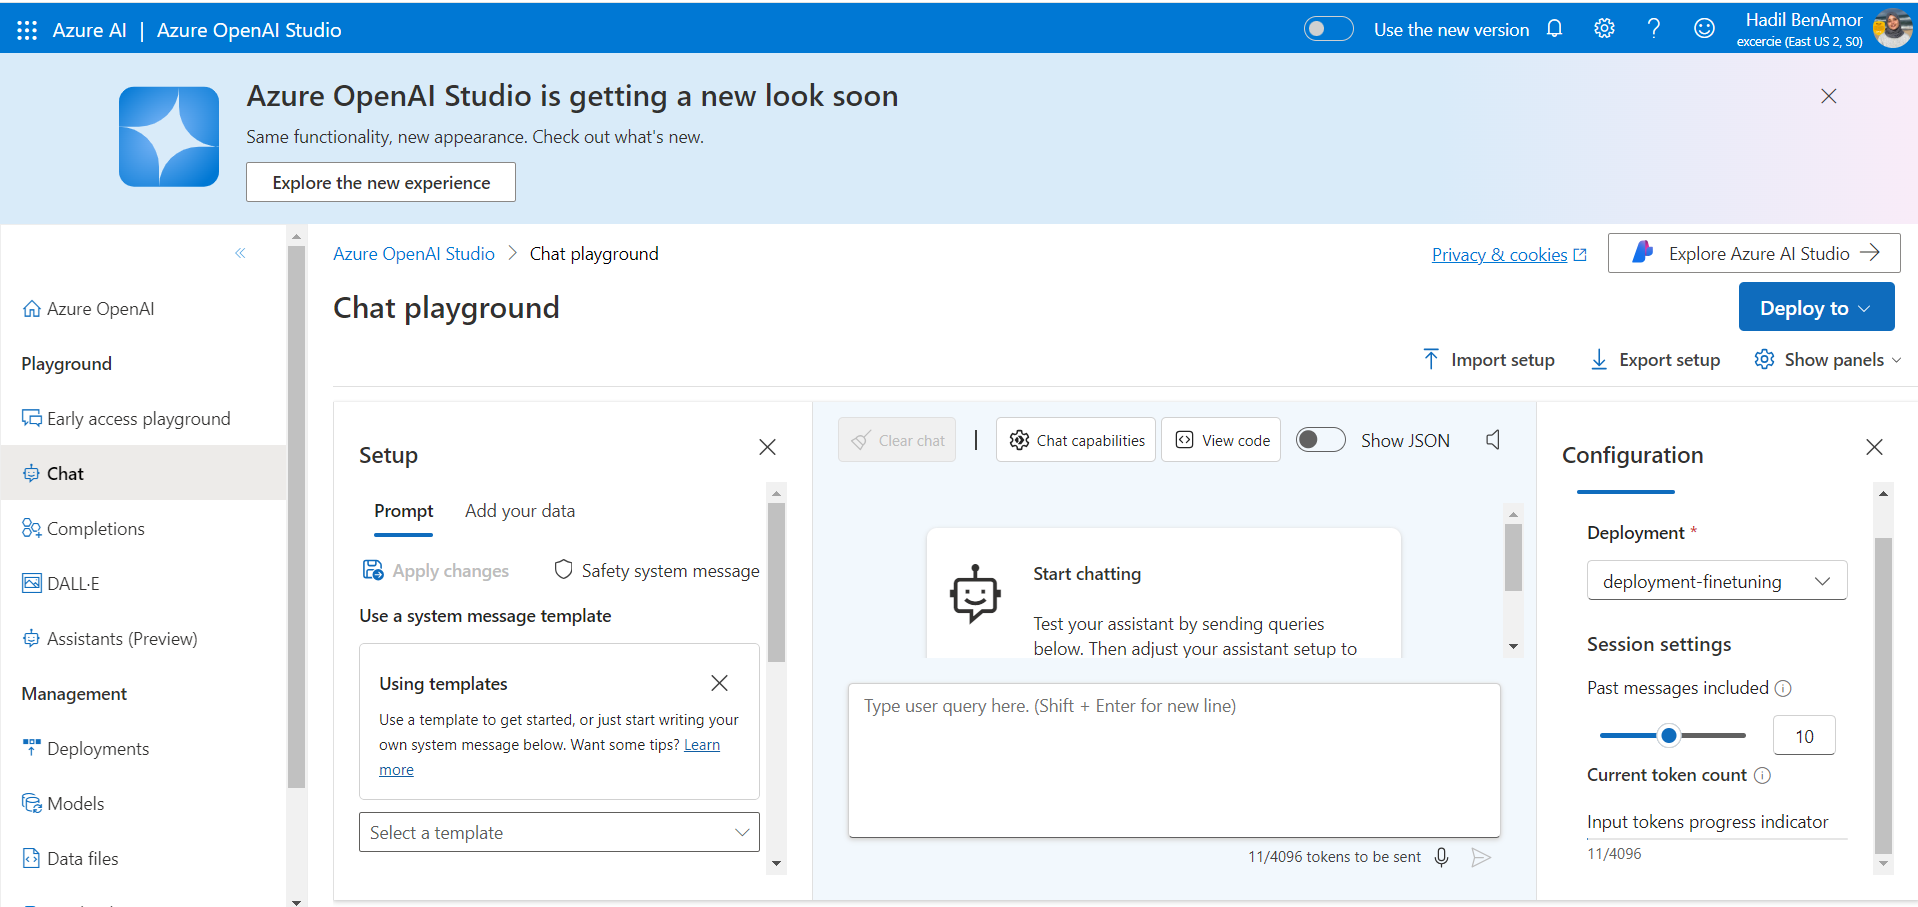 Azure AI | Azure OpenAI Studio
Use the new version
Hadil BenAmor
excercie (East US 2, S0)
Azure OpenAI Studio is getting a new look soon
Same functionality, new appearance. Check out what's new.
Explore the new experience
Azure OpenAI
Playground
Early access playground
Chat
Completions
DALL·E
Assistants (Preview)
Management
Deployments
Models
Data files
Azure OpenAI Studio > Chat playground
Privacy & cookies
Explore Azure AI Studio
Chat playground
Deploy to
Import setup
Export setup
Show panels
Setup
Prompt
Add your data
Apply changes
Safety system message
Use a system message template
Using templates
Use a template to get started, or just start writing your
own system message below. Want some tips? Learn
more
Select a template
Clear chat
Chat capabilities
View code
Show JSON
Start chatting
Test your assistant by sending queries
below. Then adjust your assistant setup to
Type user query here. (Shift + Enter for new line)
11/4096 tokens to be sent
Configuration
Deployment *
deployment-finetuning
Session settings
Past messages included
10
Current token count
Input tokens progress indicator
11/4096